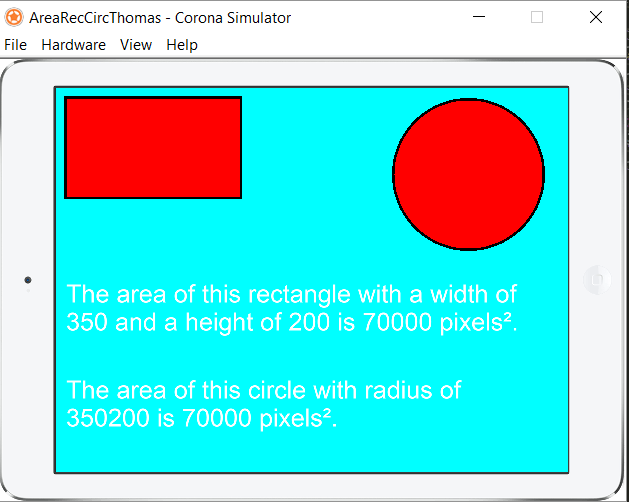 AreaRecCircThomas - Corona Simulator
File Hardware View Help
The area of this rectangle with a width of
350 and a height of 200 is 70000 pixels².
The area of this circle with radius of
350200 is 70000 pixels².